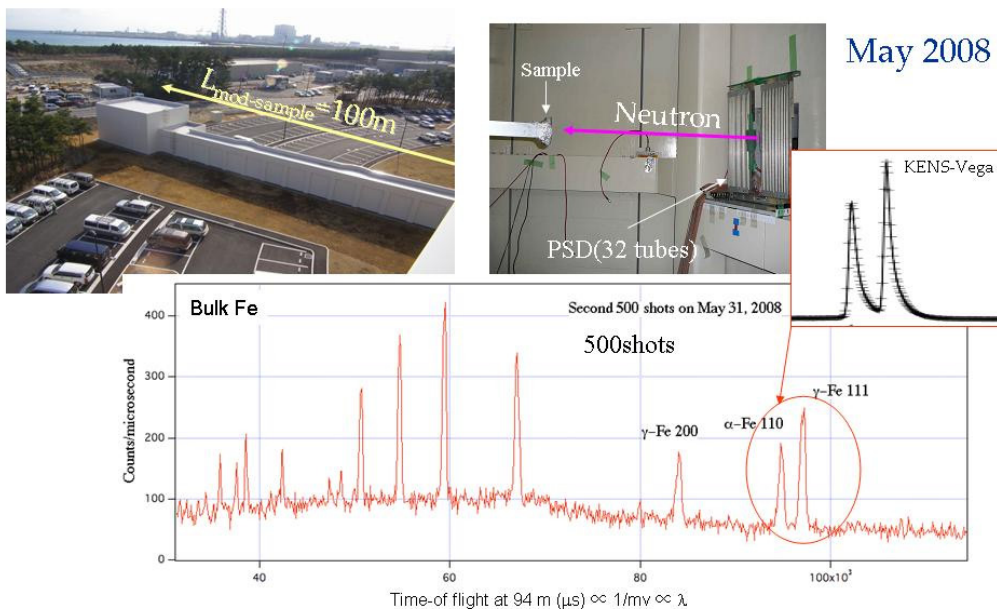 L mod-sample =100m
May 2008
Sample
Neutron
PSD(32 tubes)
KENS-Vega
Bulk Fe
Second 500 shots on May 31, 2008
500shots
γ-Fe 200
α-Fe 110
γ-Fe 111
Counts/microsecond
400
300
200
100
0
40
60
80
100x10³
Time-of flight at 94 m (μs) ∝ 1/mv ∝ λ